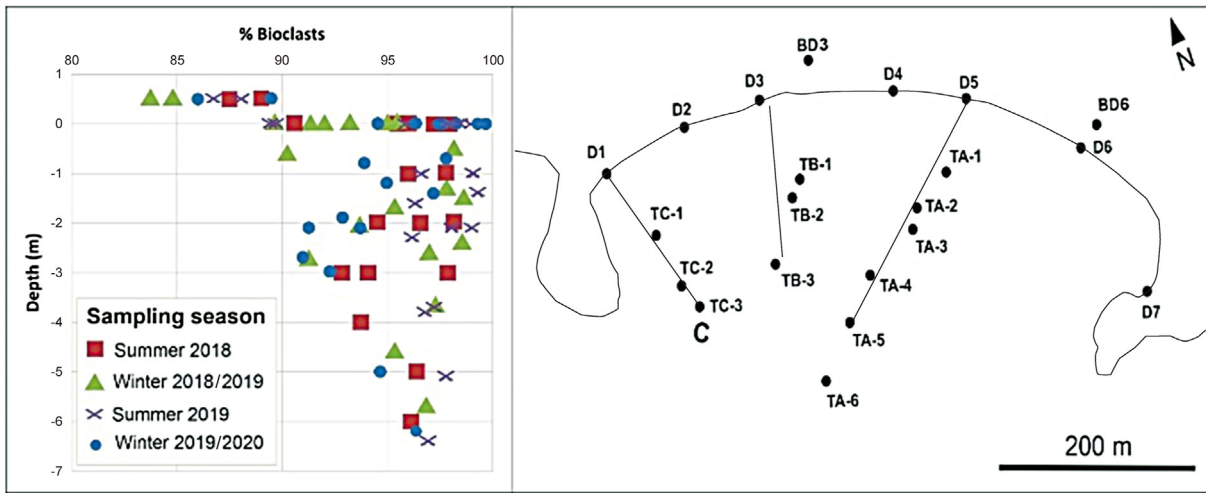 % Bioclasts
80 85 90 95 100
Depth (m)
1
0
-1
-2
-3
-4
-5
-6
-7
Sampling season
Summer 2018
Winter 2018/2019
Summer 2019
Winter 2019/2020
N
BD3
D3
D4
D5
D2
BD6
D6
D1
TB-1
TA-1
TB-2
TA-2
TC-1
TA-3
TC-2
TB-3
TA-4
TC-3
D7
C
TA-5
TA-6
200 m